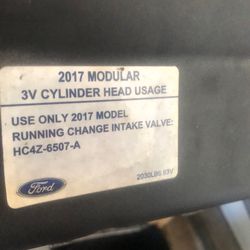 2017 MODULAR
3V CYLINDER HEAD USAGE
USE ONLY 2017 MODEL
RUNNING CHANGE INTAKE VALVE:
HC4Z-6507-A
Ford